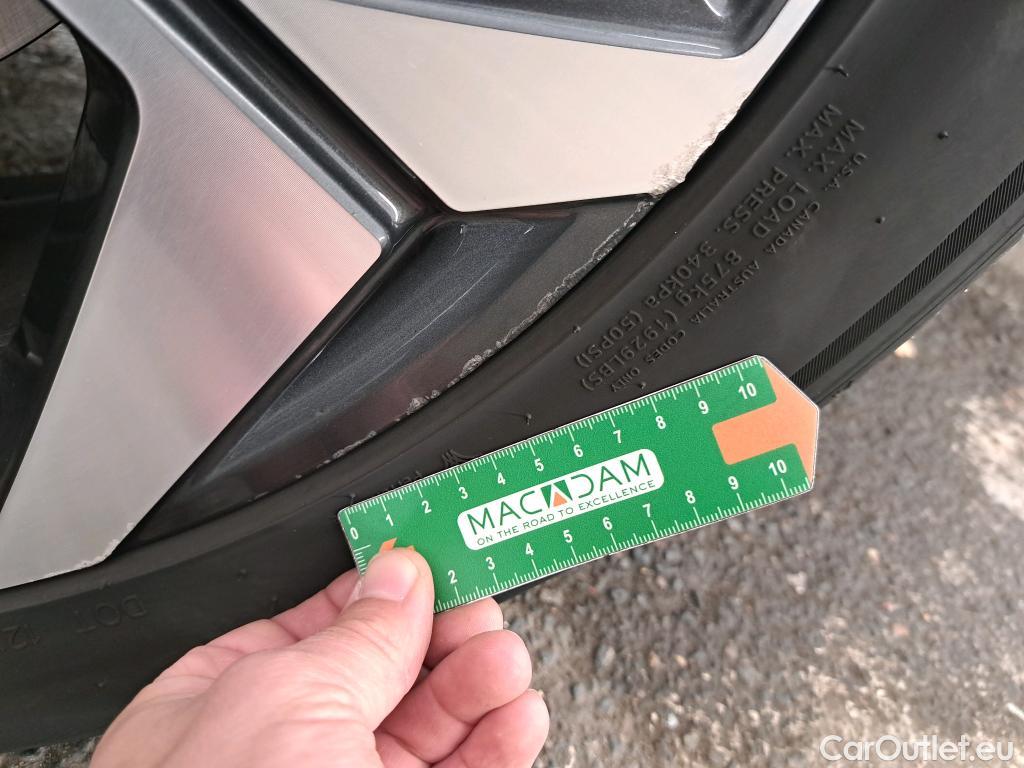 U.S.A. CANADA AUSTRALIA CODES ONLY
MAX. LOAD 875kg (1929LBS)
MAX. PRESS. 340kPa (50PSI)
0 1 2 3 4 5 6 7 8 9 10
MACADAM
ON THE ROAD TO EXCELLENCE
2 3 4 5 6 7 8 9 10
DOT 12
CarOutlet.eu